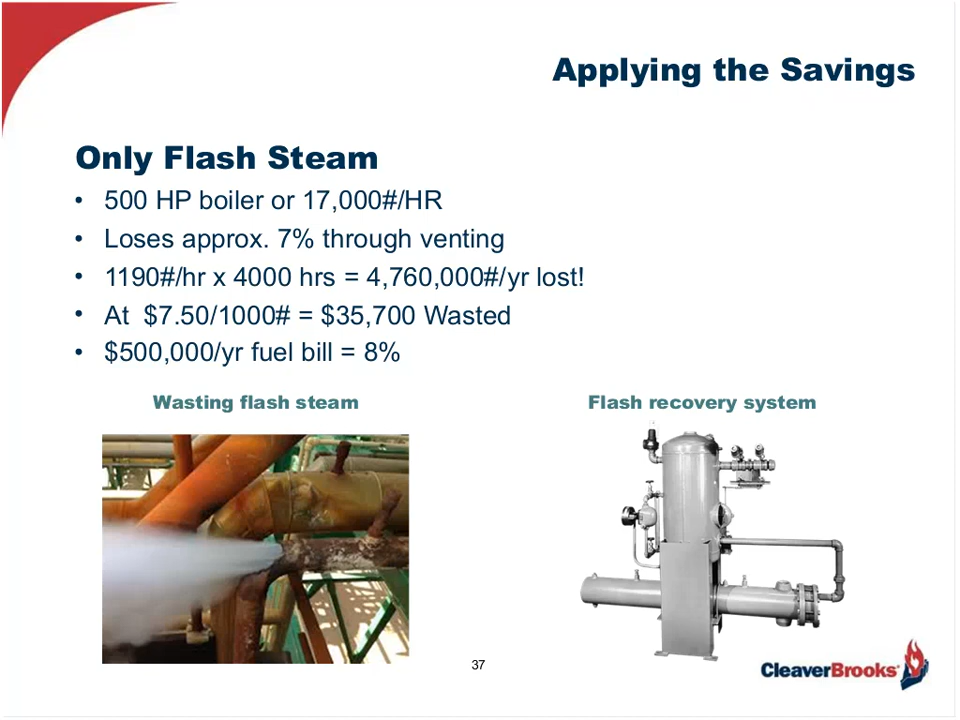 Applying the Savings
Only Flash Steam
• 500 HP boiler or 17,000#/HR
• Loses approx. 7% through venting
• 1190#/hr x 4000 hrs = 4,760,000#/yr lost!
• At $7.50/1000# = $35,700 Wasted
• $500,000/yr fuel bill = 8%
Wasting flash steam
Flash recovery system
37
CleaverBrooks